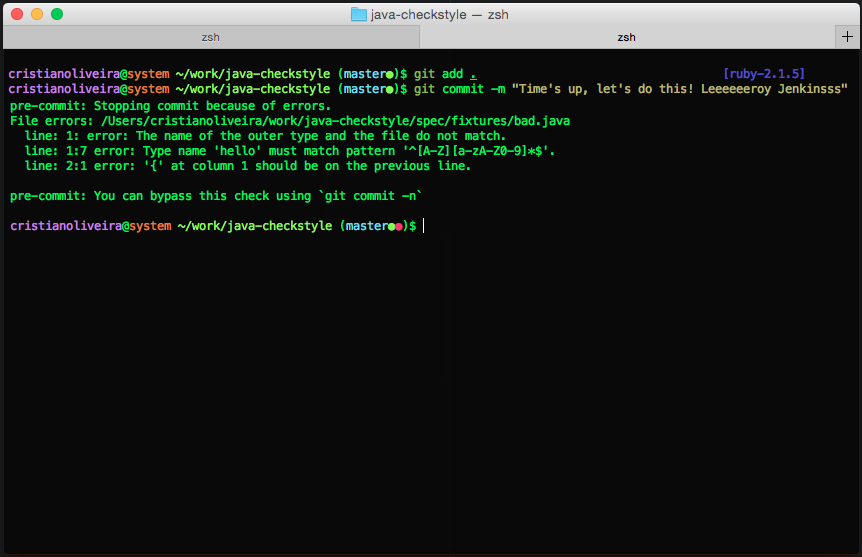 java-checkstyle — zsh
zsh
zsh
+
cristianoliveira@system ~/work/java-checkstyle (master●)$ git add . [ruby-2.1.5]
cristianoliveira@system ~/work/java-checkstyle (master●)$ git commit -m "Time's up, let's do this! Leeeeeeroy Jenkinsss"
pre-commit: Stopping commit because of errors.
File errors: /Users/cristianoliveira/work/java-checkstyle/spec/fixtures/bad.java
  line: 1: error: The name of the outer type and the file do not match.
  line: 1:7 error: Type name 'hello' must match pattern '^[A-Z][a-zA-Z0-9]*$'.
  line: 2:1 error: '{' at column 1 should be on the previous line.
pre-commit: You can bypass this check using `git commit -n`
cristianoliveira@system ~/work/java-checkstyle (master●●)$